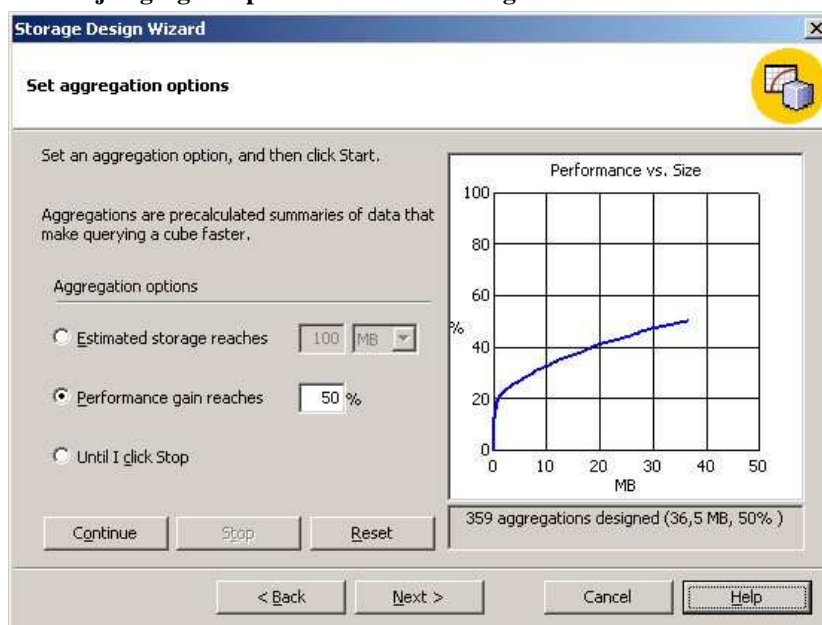 Storage Design Wizard
Set aggregation options
Set an aggregation option, and then click Start.
Aggregations are precalculated summaries of data that
make querying a cube faster.
Aggregation options
Estimated storage reaches 100 MB
Performance gain reaches 50 %
Until I click Stop
Continue Stop Reset
Performance vs. Size
100
80
60
%
40
20
0
0 10 20 30 40 50
MB
359 aggregations designed (36,5 MB, 50% )
< Back Next > Cancel Help